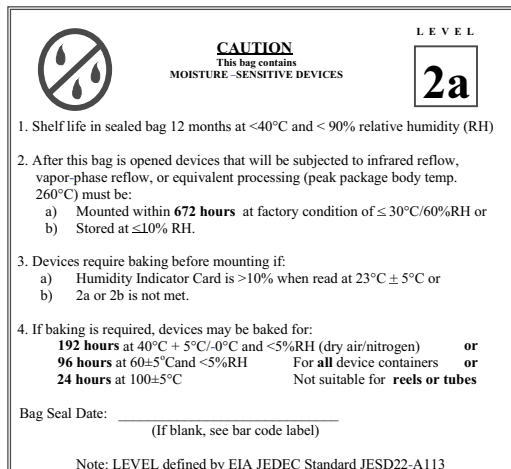 LEVEL
CAUTION
This bag contains
MOISTURE –SENSITIVE DEVICES
2a
1. Shelf life in sealed bag 12 months at <40°C and < 90% relative humidity (RH)
2. After this bag is opened devices that will be subjected to infrared reflow,
vapor-phase reflow, or equivalent processing (peak package body temp.
260°C) must be:
a) Mounted within 672 hours at factory condition of ≤ 30°C/60%RH or
b) Stored at ≤10% RH.
3. Devices require baking before mounting if:
a) Humidity Indicator Card is >10% when read at 23°C ± 5°C or
b) 2a or 2b is not met.
4. If baking is required, devices may be baked for:
192 hours at 40°C + 5°C/-0°C and <5%RH (dry air/nitrogen) or
96 hours at 60±5°Cand <5%RH For all device containers or
24 hours at 100±5°C Not suitable for reels or tubes
Bag Seal Date: ______________________________
(If blank, see bar code label)
Note: LEVEL defined by EIA JEDEC Standard JESD22-A113